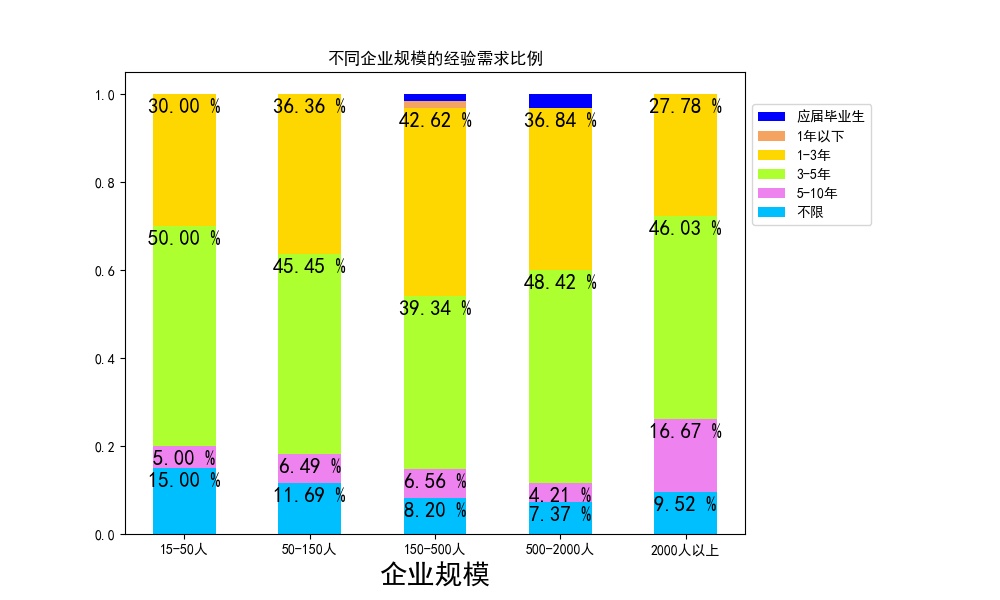 不同企业规模的经验需求比例
1.0
0.8
0.6
0.4
0.2
0.0
30.00 %
36.36 %
42.62 %
36.84 %
27.78 %
50.00 %
45.45 %
39.34 %
48.42 %
46.03 %
5.00 %
6.49 %
6.56 %
4.21 %
16.67 %
15.00 %
11.69 %
8.20 %
7.37 %
9.52 %
15-50人
50-150人
150-500人
500-2000人
2000人以上
企业规模
应届毕业生
1年以下
1-3年
3-5年
5-10年
不限